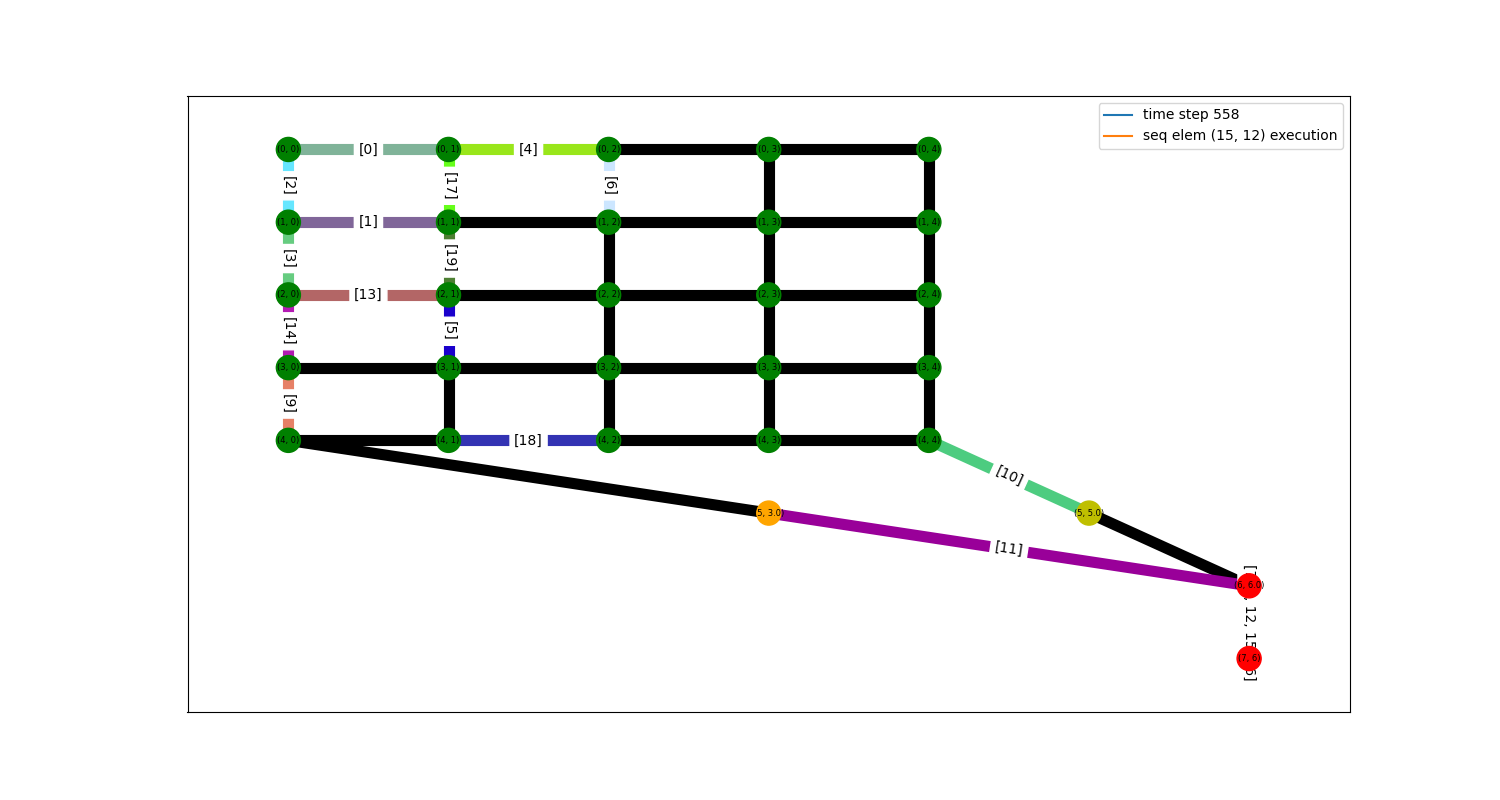 time step 558
seq elem (15, 12) execution
(0, 0) [0] (0, 1) [4] (0, 2) (0, 3) (0, 4)
[2] [17] [6]
(1, 0) [1] (1, 1) (1, 2) (1, 3) (1, 4)
[3] [19]
(2, 0) [13] (2, 1) (2, 2) (2, 3) (2, 4)
[14] [5]
(3, 0) (3, 1) (3, 2) (3, 3) (3, 4)
[9]
(4, 0) (4, 1) [18] (4, 2) (4, 3) (4, 4)
[10]
(5, 3.0) (5, 5.0)
[11]
(6, 6.0)
12,
(7, 6)